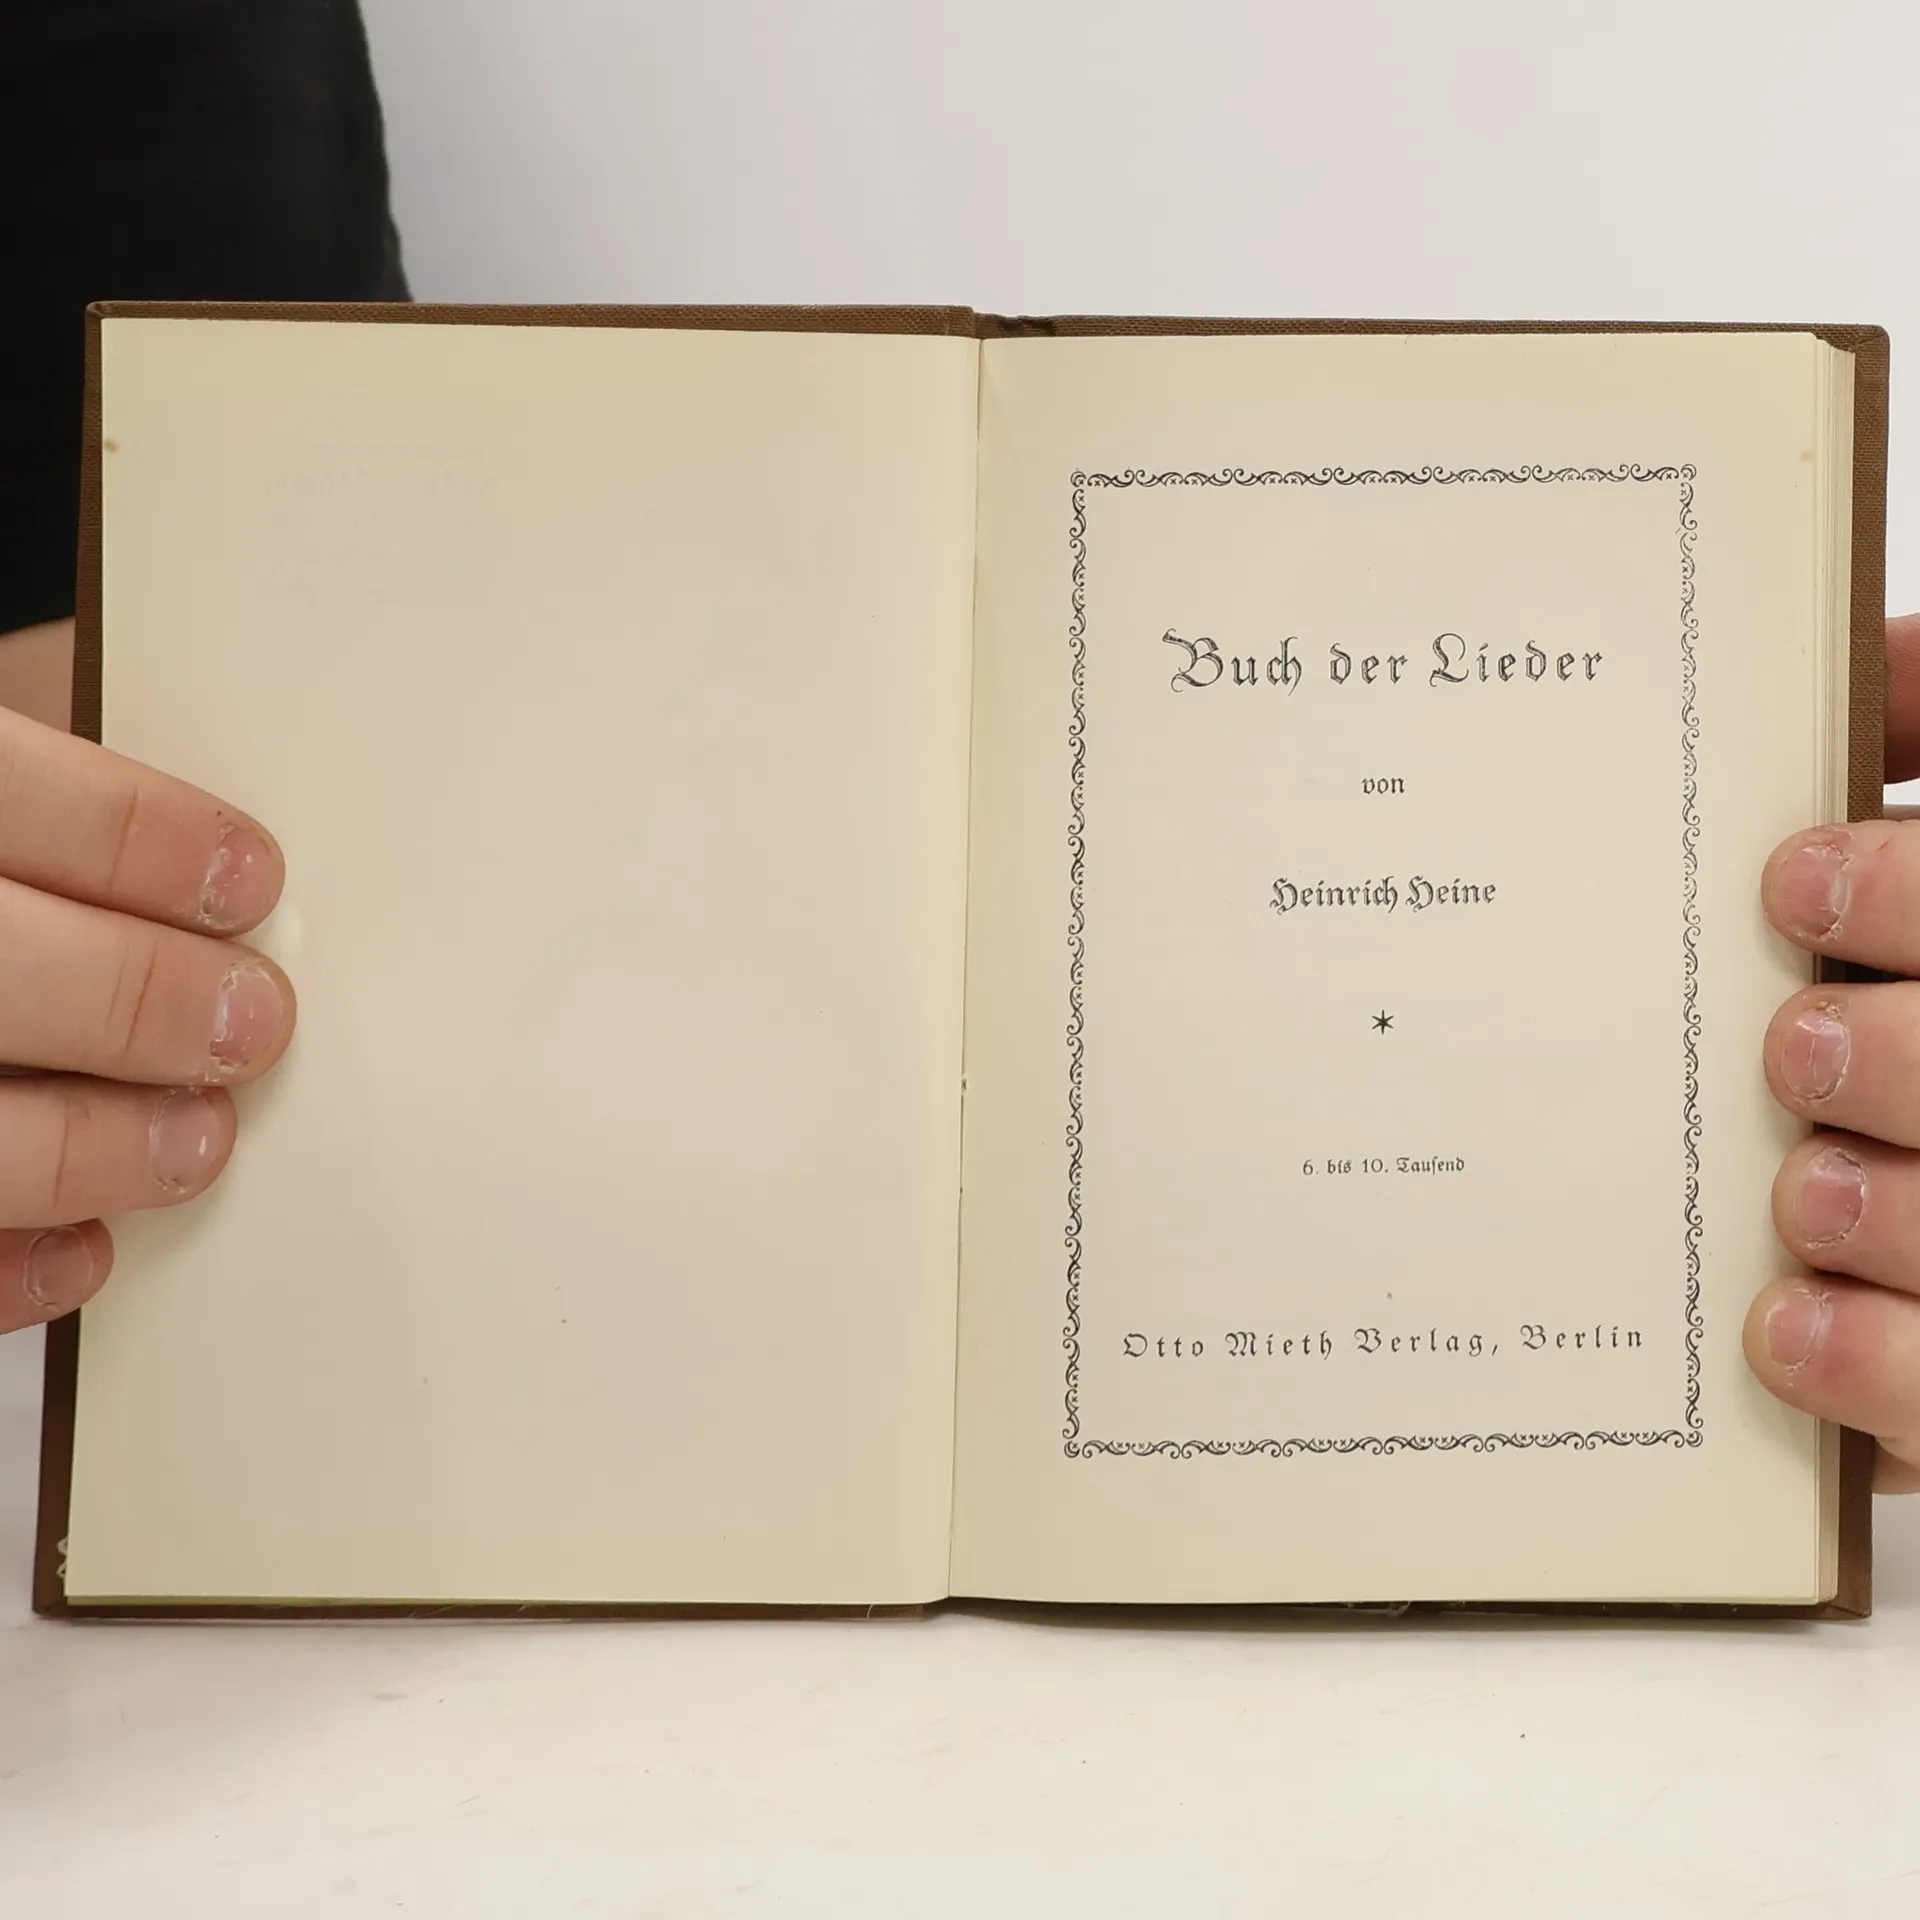 Buch der Lieder
von
Heinrich Heine
*
6. bis 10. Tauſend
Otto Mieth Verlag, Berlin